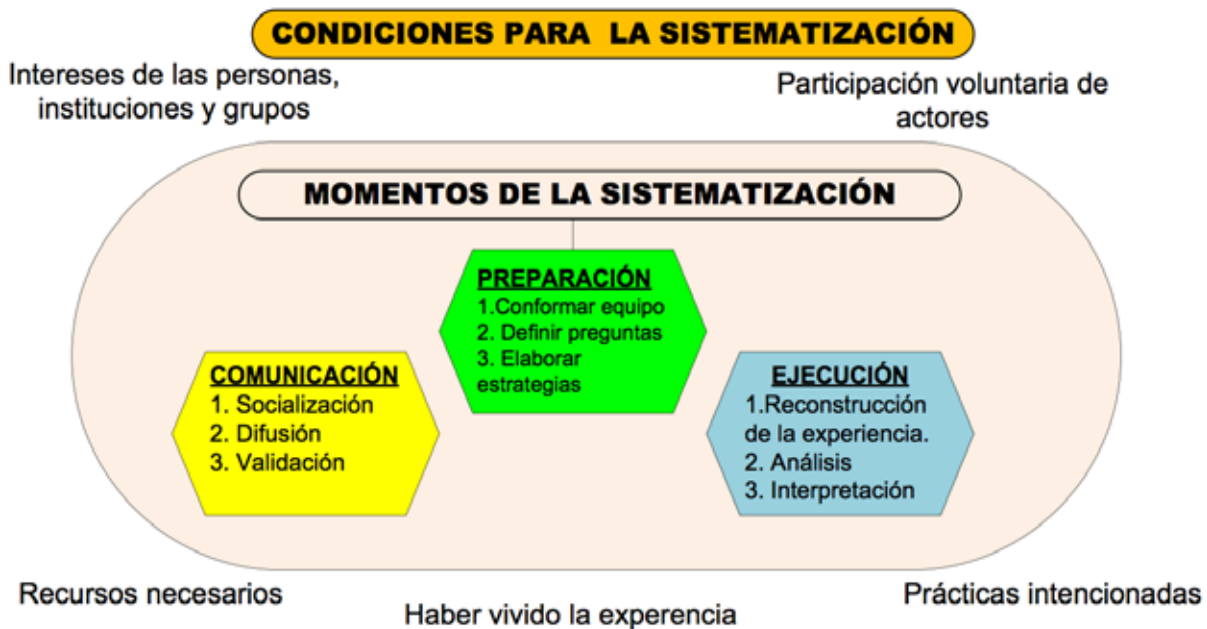 CONDICIONES PARA LA SISTEMATIZACIÓN
Intereses de las personas,
instituciones y grupos
Participación voluntaria de
actores
MOMENTOS DE LA SISTEMATIZACIÓN
PREPARACIÓN
1.Conformar equipo
2. Definir preguntas
3. Elaborar
estrategias
COMUNICACIÓN
1. Socialización
2. Difusión
3. Validación
EJECUCIÓN
1.Reconstrucción
de la experiencia.
2. Análisis
3. Interpretación
Recursos necesarios
Haber vivido la experencia
Prácticas intencionadas